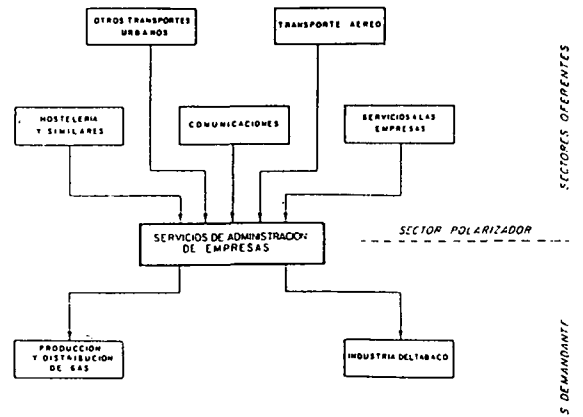 OTROS TRANSPORTES
URBANOS
TRANSPORTE AEREO
HOSTELERIA
Y SIMILARES
COMUNICACIONES
SERVICIOS A LAS
EMPRESAS
SECTORES OFERENTES
SERVICIOS DE ADMINISTRACION
DE EMPRESAS
SECTOR POLARIZADOR
PRODUCCION
Y DISTRIBUCION
DE GAS
INDUSTRIA DEL TABACO
S DEMANDANTE